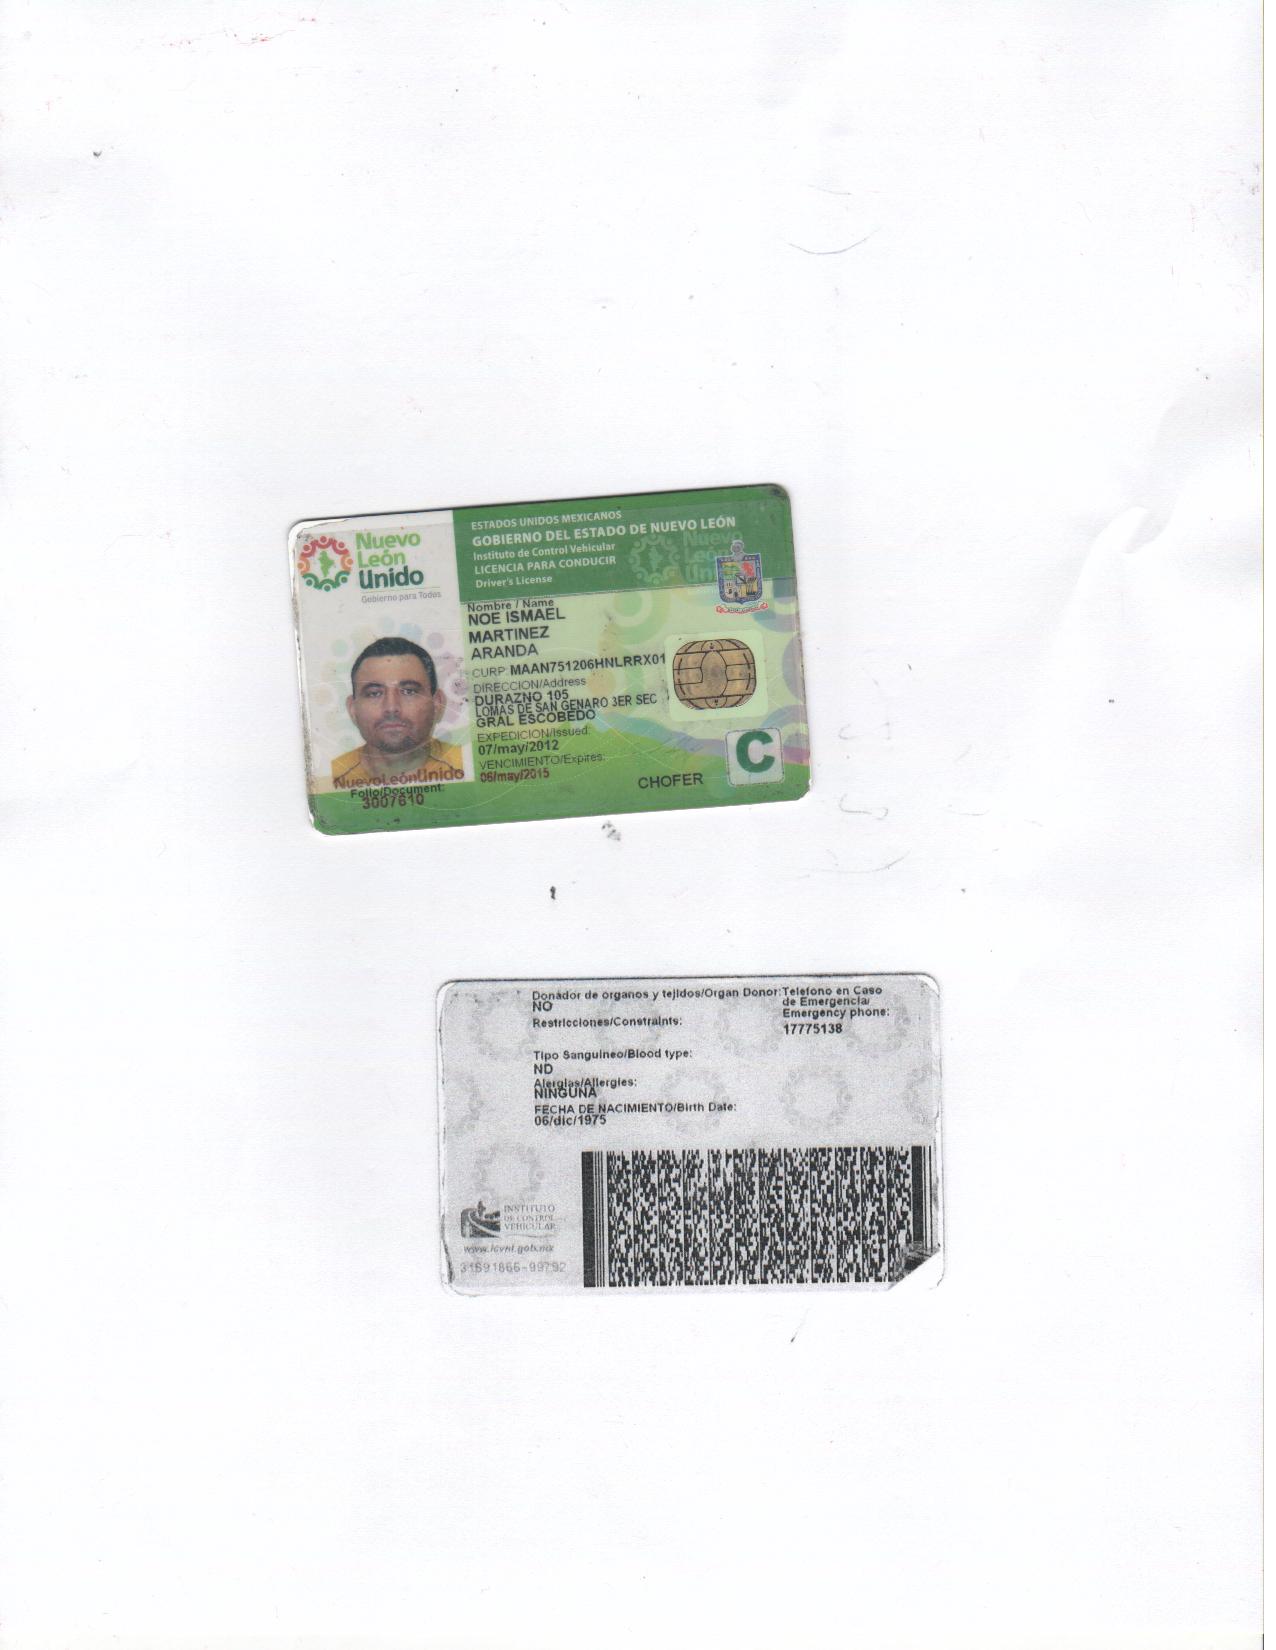 Nuevo
León
Unido
Gobierno para Todos
ESTADOS UNIDOS MEXICANOS
GOBIERNO DEL ESTADO DE NUEVO LEÓN
Instituto de Control Vehicular
LICENCIA PARA CONDUCIR
Driver's License
Nombre / Name
NOE ISMAEL
MARTINEZ
ARANDA
CURP:MAAN751206HNLRRX01
DIRECCION/Address
DURAZNO 105
LOMAS DE SAN GENARO 3ER SEC
GRAL ESCOBEDO
EXPEDICION/Issued:
07/may/2012
VENCIMIENTO/Expires:
06/may/2015
NuevoLeónUnido
Folio/Document:
3007610
CHOFER
C
Donador de organos y tejidos/Organ Donor:
NO
Restricciones/Constraints:
Telefono en Caso
de Emergencia/
Emergency phone:
17775138
Tipo Sanguineo/Blood type:
ND
Alergias/Allergies:
NINGUNA
FECHA DE NACIMIENTO/Birth Date:
06/dic/1975
INSTITUTO
DE CONTROL
VEHICULAR
www.icvnl.gob.mx
31591866-99792